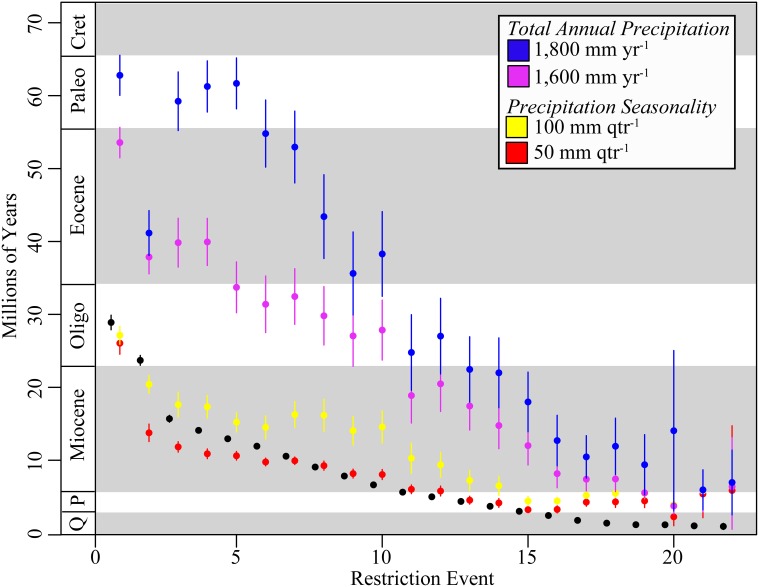 Millions of Years
70
60
50
40
30
20
10
0
Cret
Paleo
Eocene
Oligo
Miocene
P
Q
Total Annual Precipitation
1,800 mm yr⁻¹
1,600 mm yr⁻¹
Precipitation Seasonality
100 mm qtr⁻¹
50 mm qtr⁻¹
0 5 10 15 20
Restriction Event